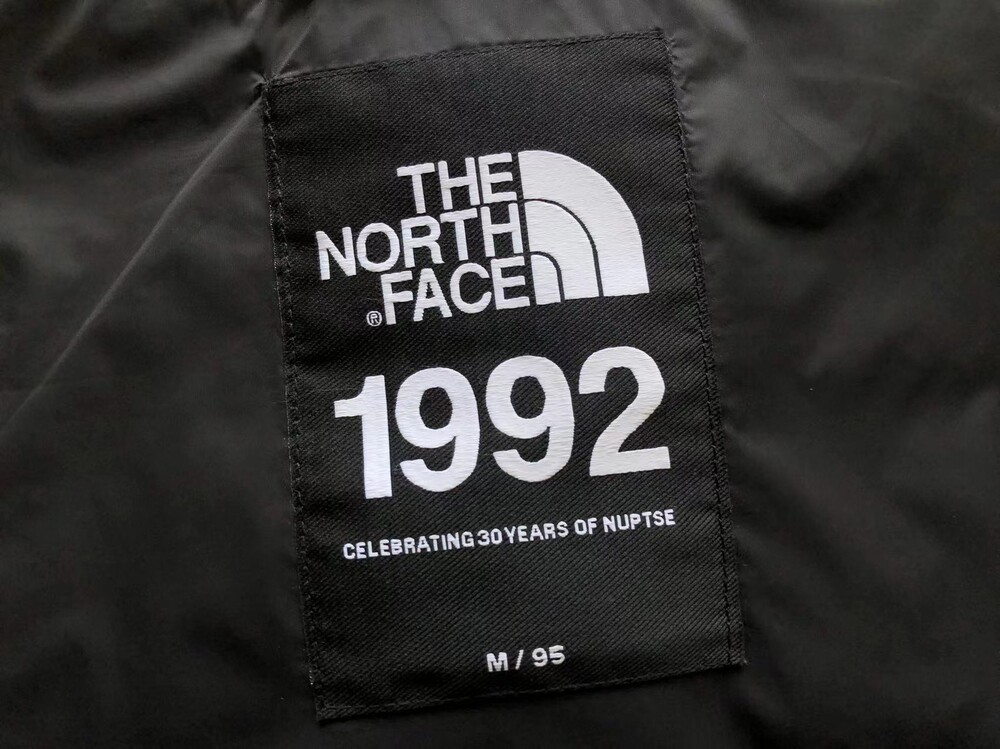 THE
NORTH
®FACE
1992
CELEBRATING 30 YEARS OF NUPTSE
M / 95